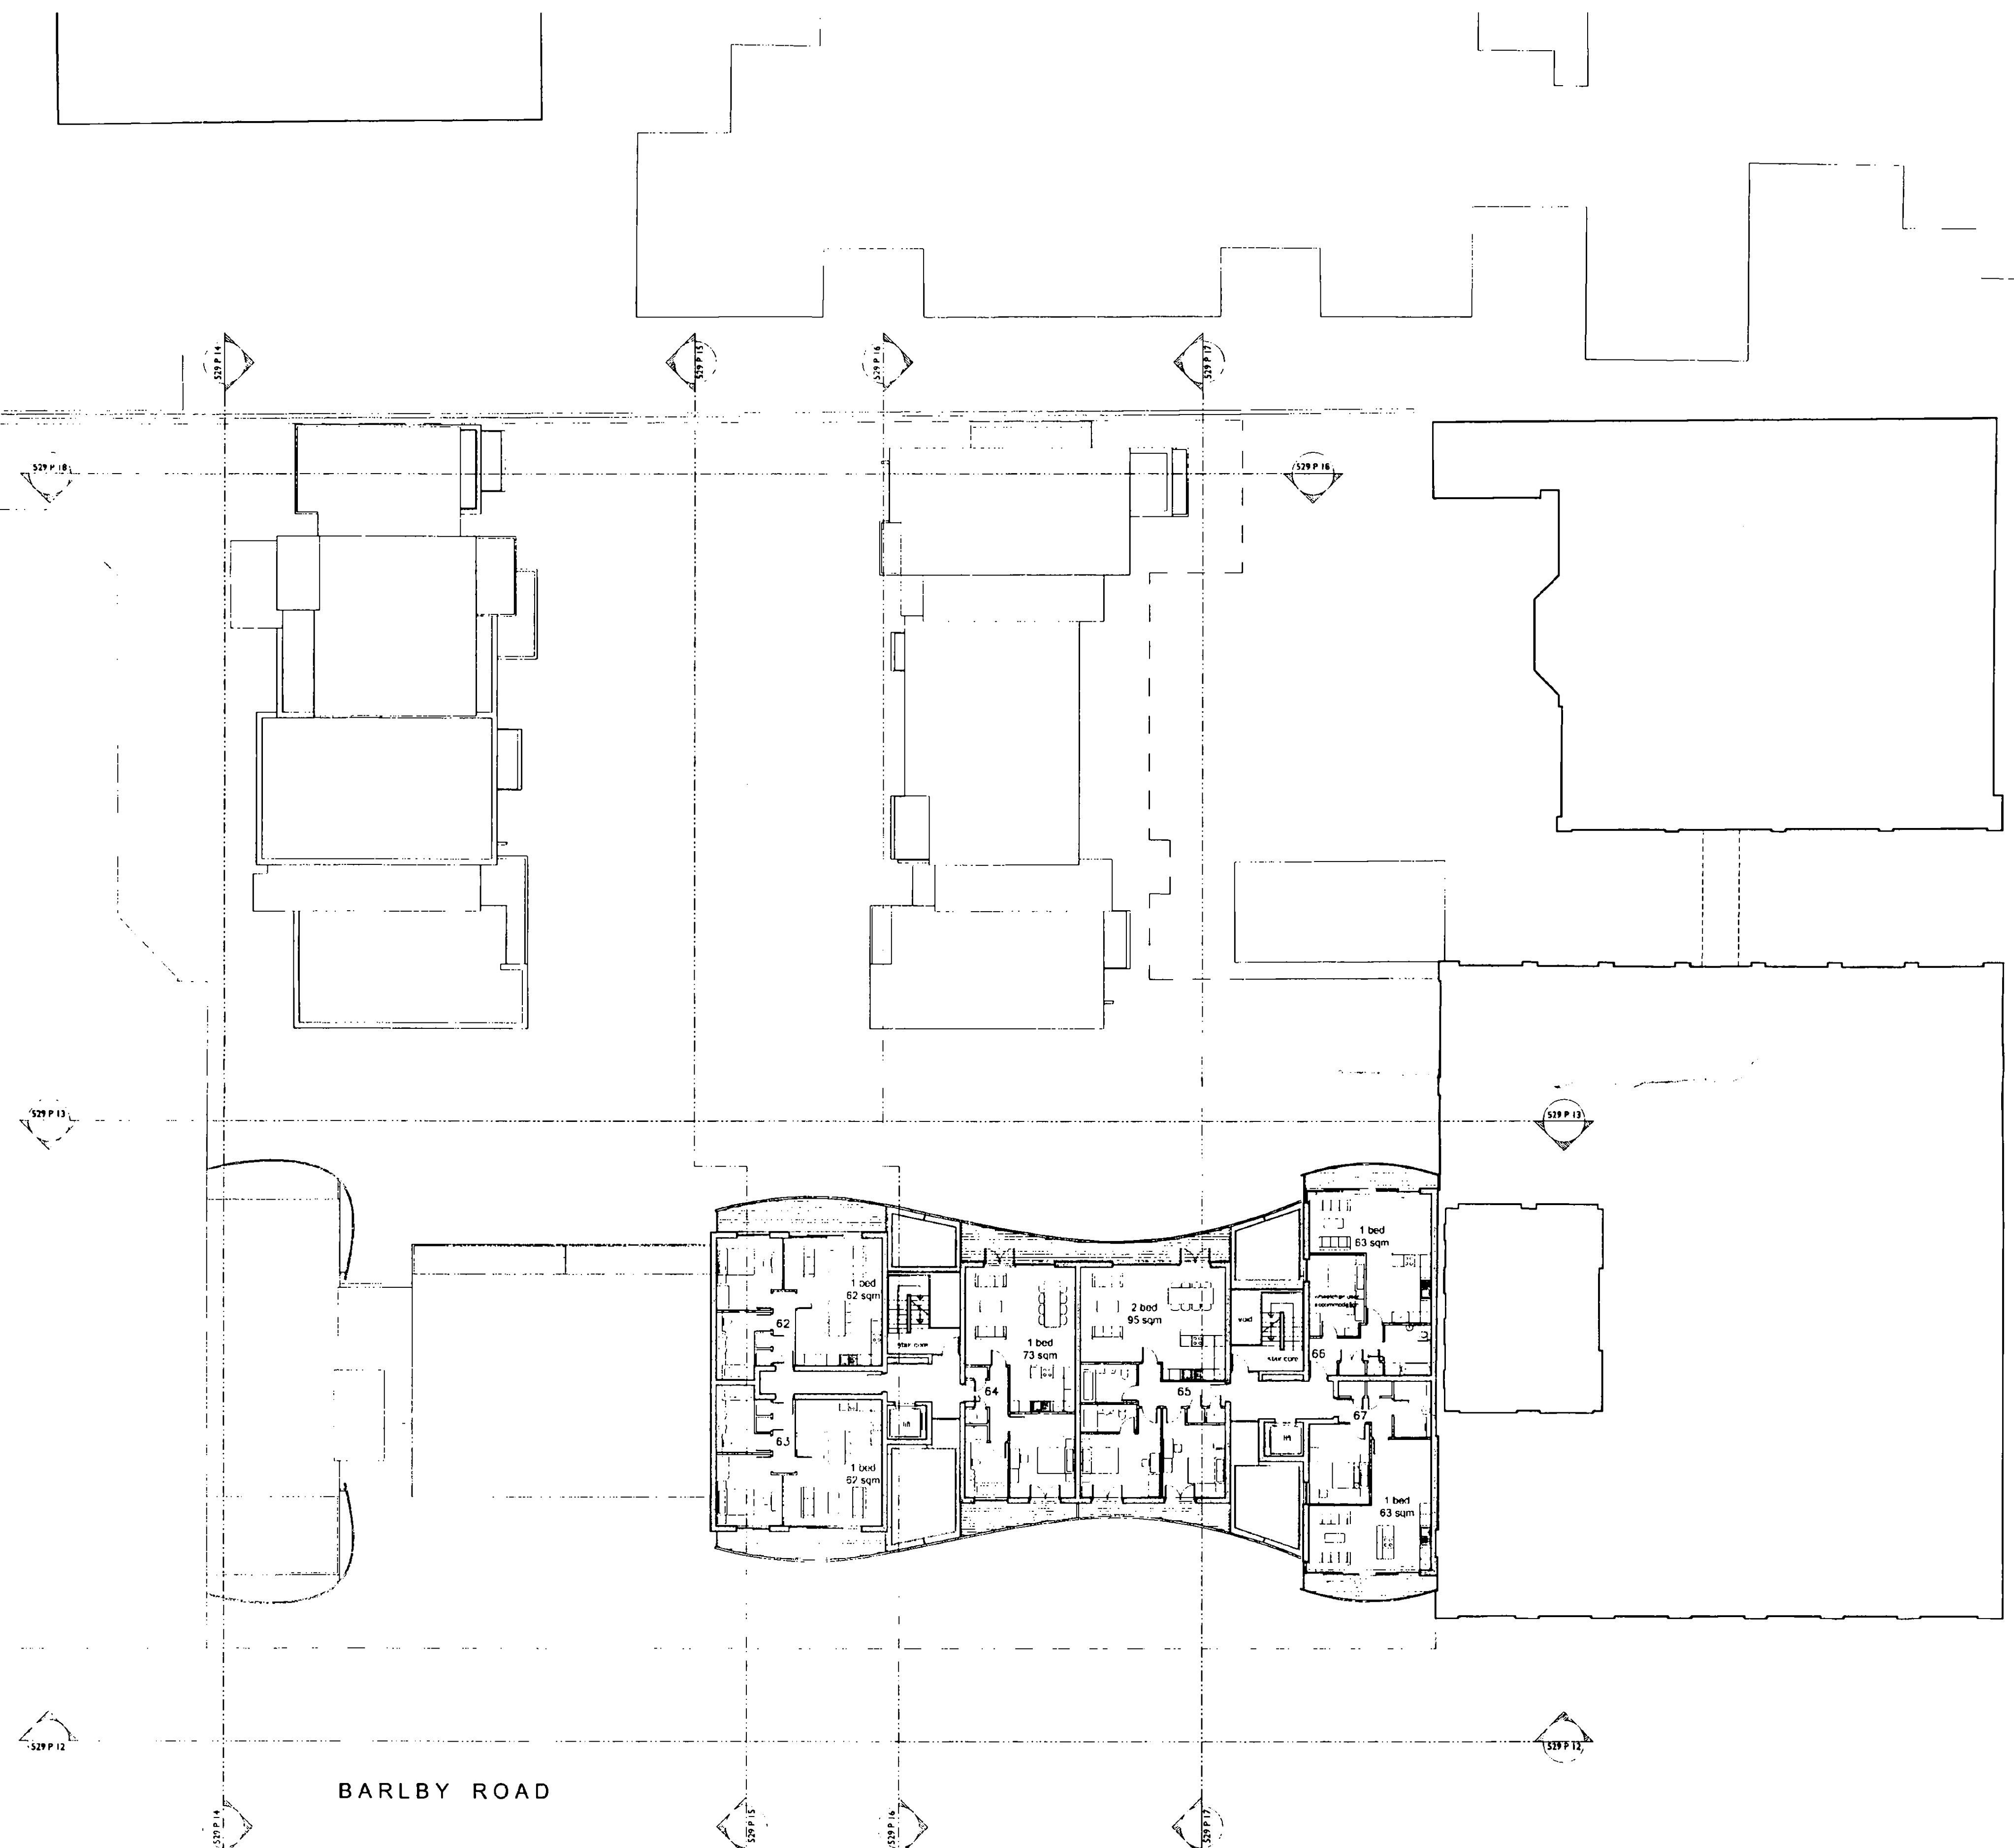 529 P 14
529 P 15
529 P 16
529 P 17
529 P 18
529 P 18
529 P 13
529 P 13
1 bed
63 sqm
1 bed
62 sqm
2 bed
95 sqm
void
accommodation
62
1 bed
73 sqm
stair core
stair core
66
64
65
67
lift
lift
63
1 bed
62 sqm
1 bed
63 sqm
529 P 12
529 P 12
BARLBY ROAD
529 P 14
529 P 15
529 P 16
529 P 17